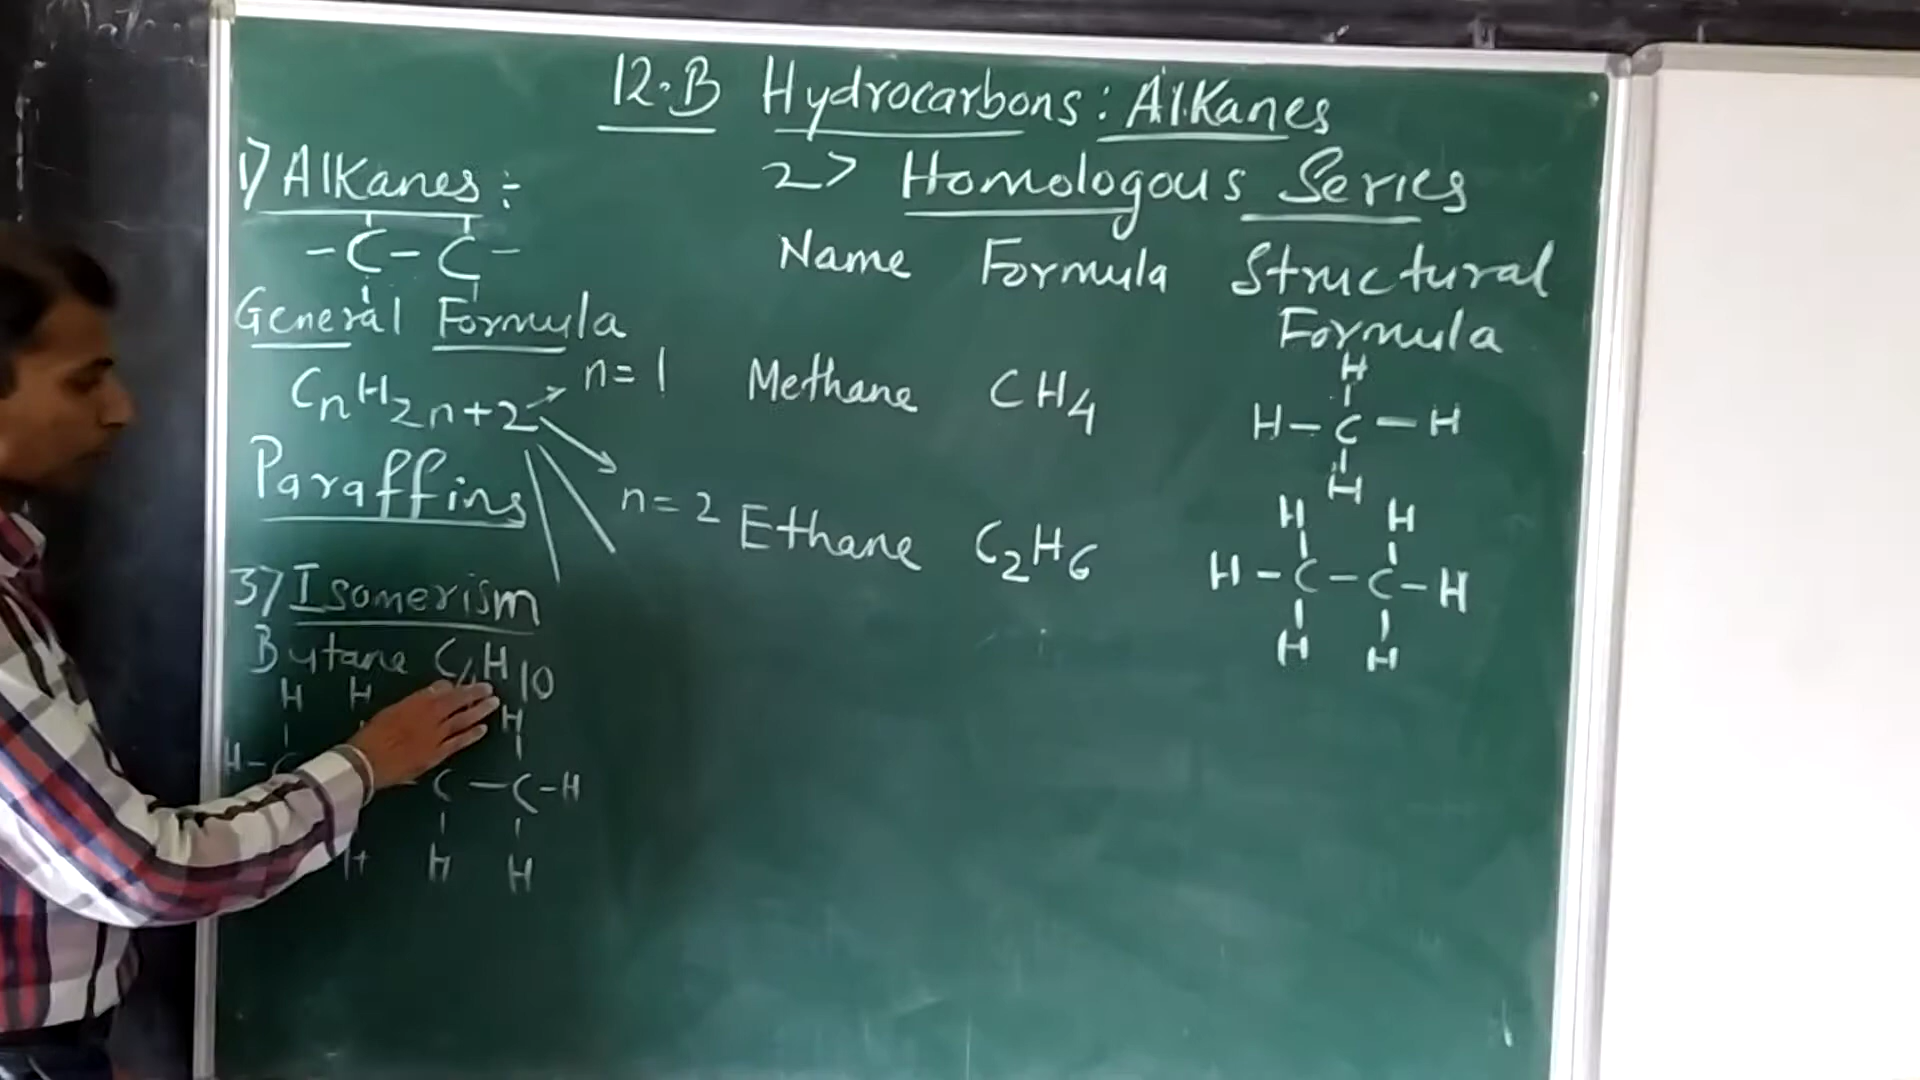 12.B Hydrocarbons: Alkanes
1) Alkanes:
-C-C-
General Formula
CnH2n+2
n=1
n=2
Paraffins
2> Homologous Series
Name Formula Structural
Formula
Methane CH4
H
H-C-H
H
Ethane C2H6
H H
H-C-C-H
H H
3) Isomerism
Butane C4H10
H H H
H-C - C - C-H
H H H